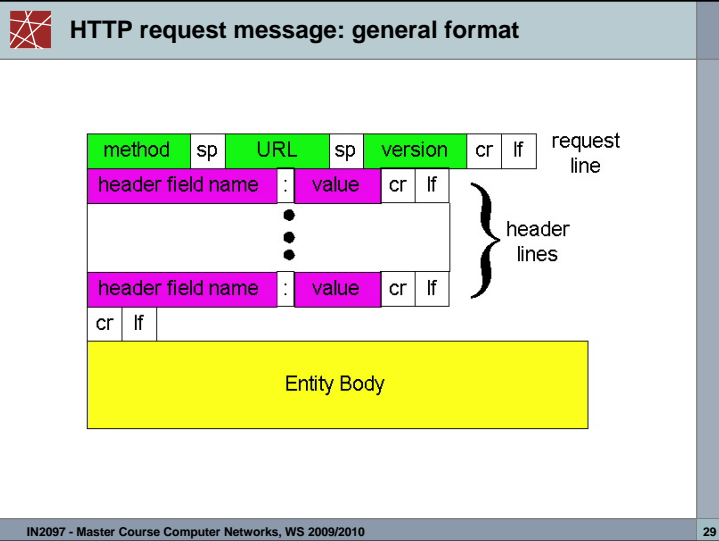 HTTP request message: general format
method sp URL sp version cr lf
request line
header field name : value cr lf
header lines
header field name : value cr lf
cr lf
Entity Body
IN2097 - Master Course Computer Networks, WS 2009/2010 29